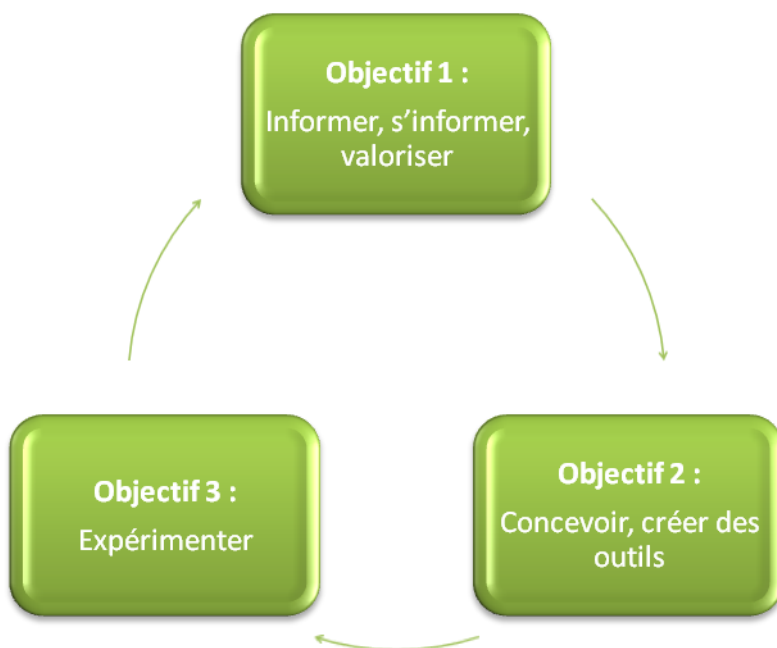 Objectif 1 :
Informer, s’informer,
valoriser
Objectif 2 :
Concevoir, créer des
outils
Objectif 3 :
Expérimenter